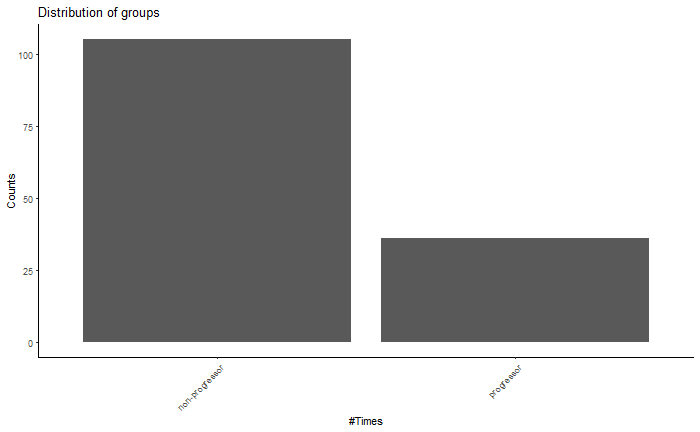 Distribution of groups
100
75
50
25
0
Counts
non-progressor
progressor
#Times